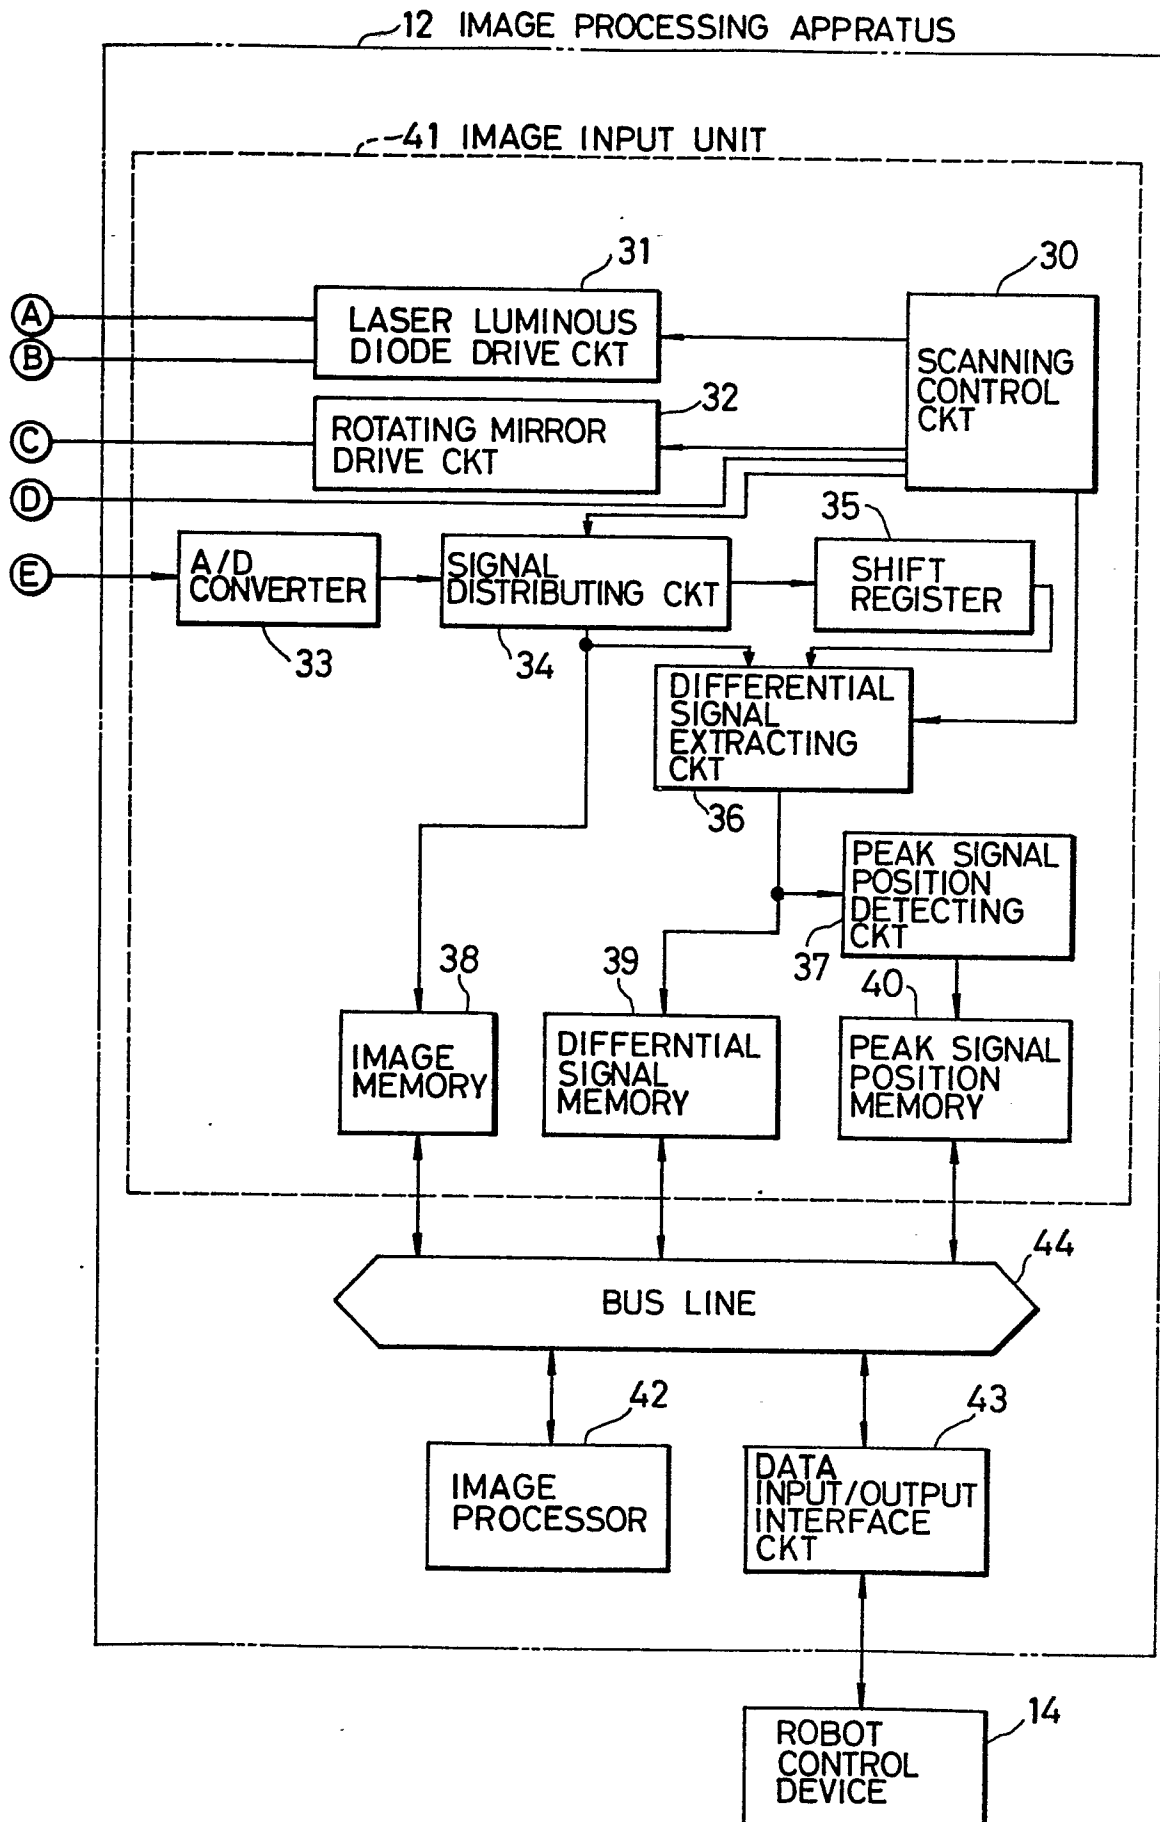 12 IMAGE PROCESSING APPRATUS
41 IMAGE INPUT UNIT
31
30
A
LASER LUMINOUS
DIODE DRIVE CKT
B
SCANNING
CONTROL
CKT
32
C
ROTATING MIRROR
DRIVE CKT
D
35
E
A/D
CONVERTER
SIGNAL
DISTRIBUTING CKT
SHIFT
REGISTER
33
34
DIFFERENTIAL
SIGNAL
EXTRACTING
CKT
36
PEAK SIGNAL
POSITION
DETECTING
CKT
37
38
39
40
IMAGE
MEMORY
DIFFERNTIAL
SIGNAL
MEMORY
PEAK SIGNAL
POSITION
MEMORY
44
BUS LINE
42
43
IMAGE
PROCESSOR
DATA
INPUT/OUTPUT
INTERFACE
CKT
14
ROBOT
CONTROL
DEVICE